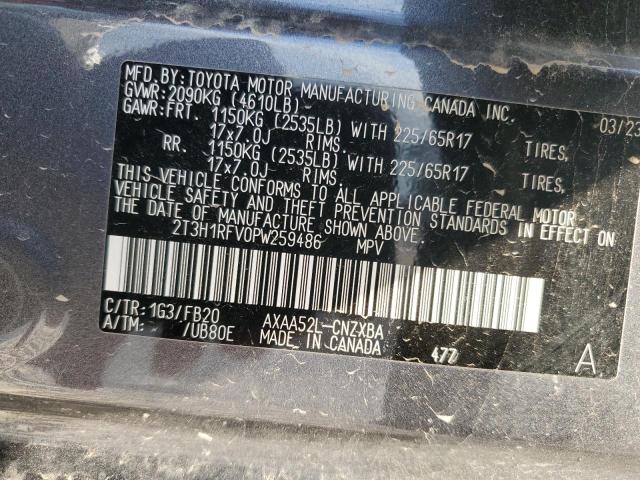 MFD. BY: TOYOTA MOTOR MANUFACTURING CANADA INC. 03/23
GVWR: 2090KG (4610LB)
GAWR: FRT. 1150KG (2535LB) WITH 225/65R17 TIRES,
17x7.0J RIMS.
RR. 1150KG (2535LB) WITH 225/65R17 TIRES,
17x7.0J RIMS.
THIS VEHICLE CONFORMS TO ALL APPLICABLE FEDERAL MOTOR
VEHICLE SAFETY AND THEFT PREVENTION STANDARDS IN EFFECT ON
THE DATE OF MANUFACTURE SHOWN ABOVE.
2T3H1RFV0PW259486 MPV
C/TR: 1G3/FB20 AXAA52L-CNZXBA
A/TM: - /UB80E MADE IN CANADA 477 A